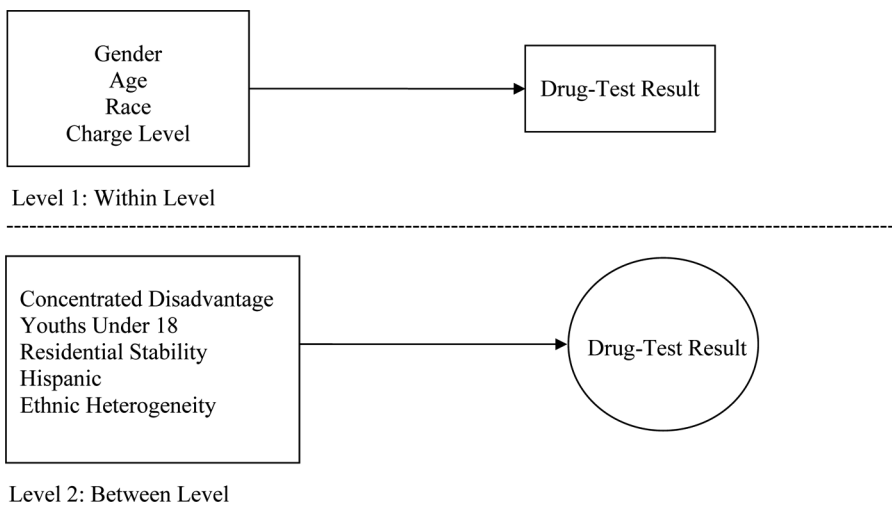 Gender
Age
Race
Charge Level
Drug-Test Result
Level 1: Within Level
Concentrated Disadvantage
Youths Under 18
Residential Stability
Hispanic
Ethnic Heterogeneity
Drug-Test Result
Level 2: Between Level